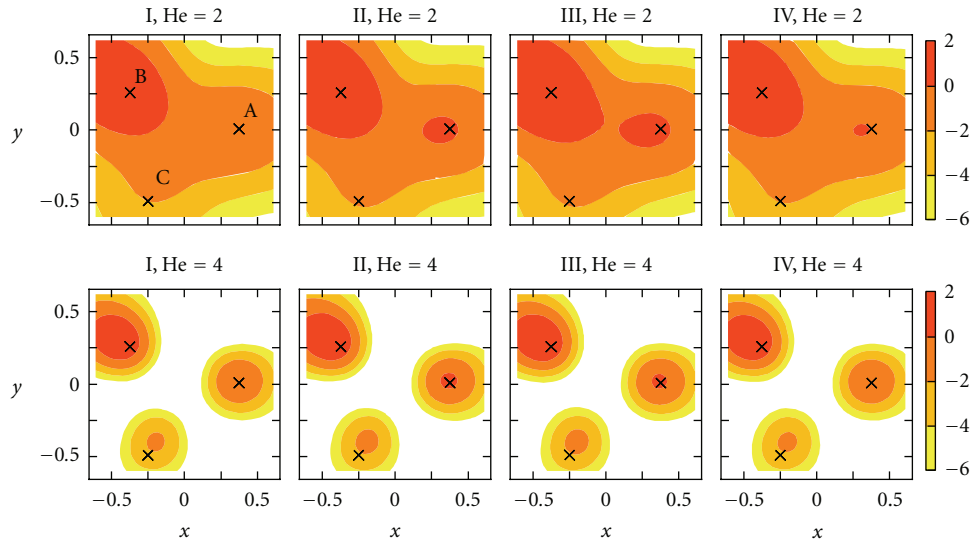 I, He = 2
II, He = 2
III, He = 2
IV, He = 2
0.5
0
−0.5
y
B
A
C
2
0
−2
−4
−6
I, He = 4
II, He = 4
III, He = 4
IV, He = 4
0.5
0
−0.5
y
2
0
−2
−4
−6
−0.5 0 0.5
−0.5 0 0.5
−0.5 0 0.5
−0.5 0 0.5
x
x
x
x